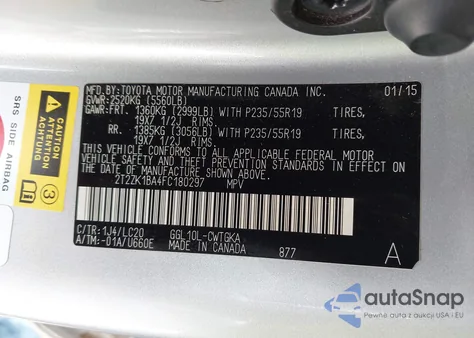 MFD.BY:TOYOTA MOTOR MANUFACTURING CANADA INC. 01/15
GVWR:2520KG (5560LB)
GAWR:FRT. 1360KG (2999LB) WITH P235/55R19 TIRES,
19X7 1/2J RIMS.
RR. 1385KG (3056LB) WITH P235/55R19 TIRES,
19X7 1/2J RIMS.
THIS VEHICLE CONFORMS TO ALL APPLICABLE FEDERAL MOTOR
VEHICLE SAFETY AND BUMPER STANDARDS IN EFFECT ON
THE DATE OF MANUFACTURE SHOWN ABOVE.
2T2ZK1BA4FC180297 MPV
C/TR:1J4/LC20 GGL10L-CWTGKA
A/TM:-01A/U660E MADE IN CANADA 877 A
SRS SIDE AIRBAG
CAUTION
ATTENTION
ACHTUNG
3
autoSnap
Pewne auta z aukcji USA i EU